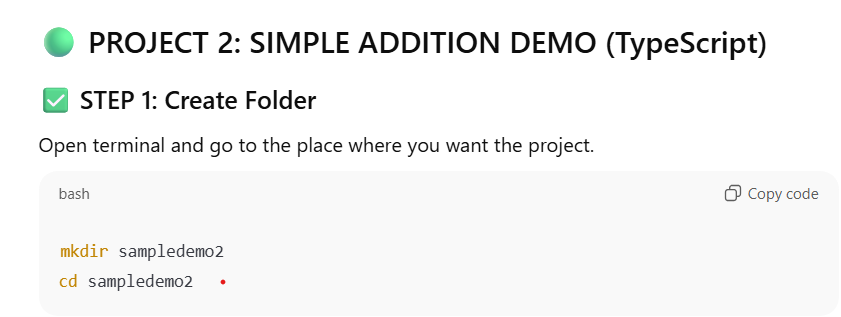 PROJECT 2: SIMPLE ADDITION DEMO (TypeScript)
STEP 1: Create Folder
Open terminal and go to the place where you want the project.
bash
Copy code
mkdir sampledemo2
cd sampledemo2